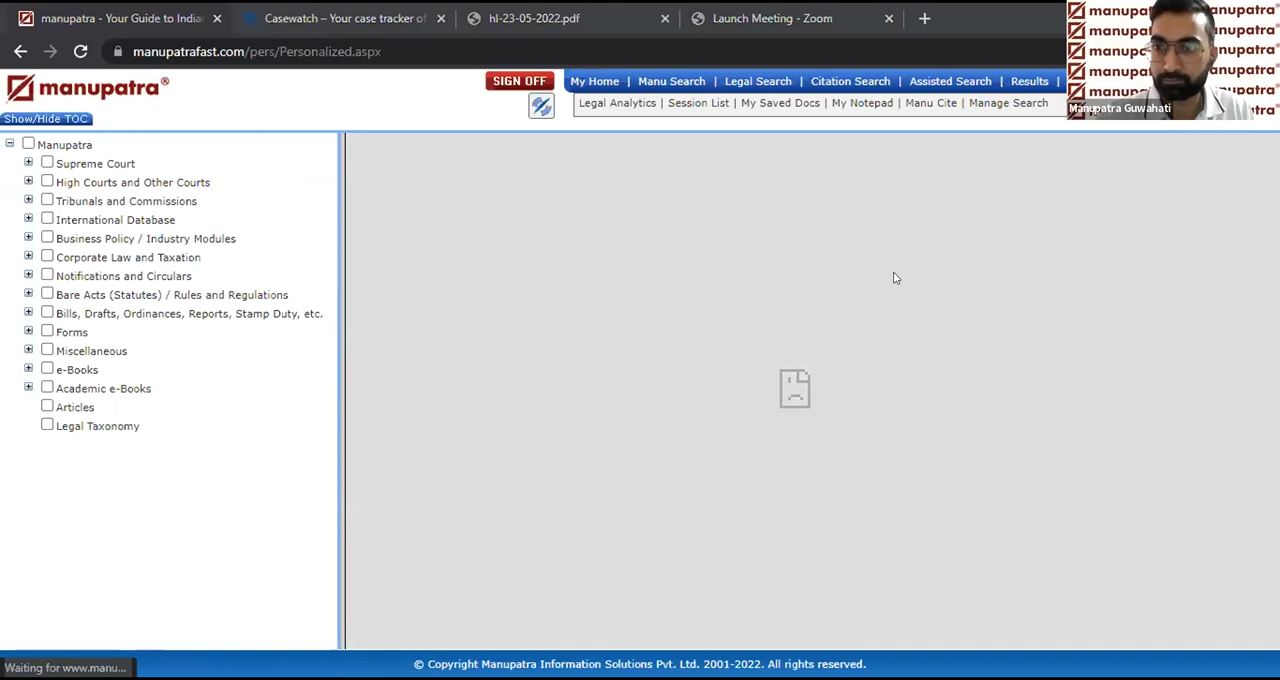 manupatra - Your Guide to India
Casewatch – Your case tracker of
hl-23-05-2022.pdf
Launch Meeting - Zoom
manupatrafast.com/pers/Personalized.aspx
manupatra®
SIGN OFF
My Home | Manu Search | Legal Search | Citation Search | Assisted Search | Results |
Legal Analytics | Session List | My Saved Docs | My Notepad | Manu Cite | Manage Search
Manupatra Guwahati
Show/Hide TOC
Manupatra
Supreme Court
High Courts and Other Courts
Tribunals and Commissions
International Database
Business Policy / Industry Modules
Corporate Law and Taxation
Notifications and Circulars
Bare Acts (Statutes) / Rules and Regulations
Bills, Drafts, Ordinances, Reports, Stamp Duty, etc.
Forms
Miscellaneous
e-Books
Academic e-Books
Articles
Legal Taxonomy
Waiting for www.manu...
© Copyright Manupatra Information Solutions Pvt. Ltd. 2001-2022. All rights reserved.